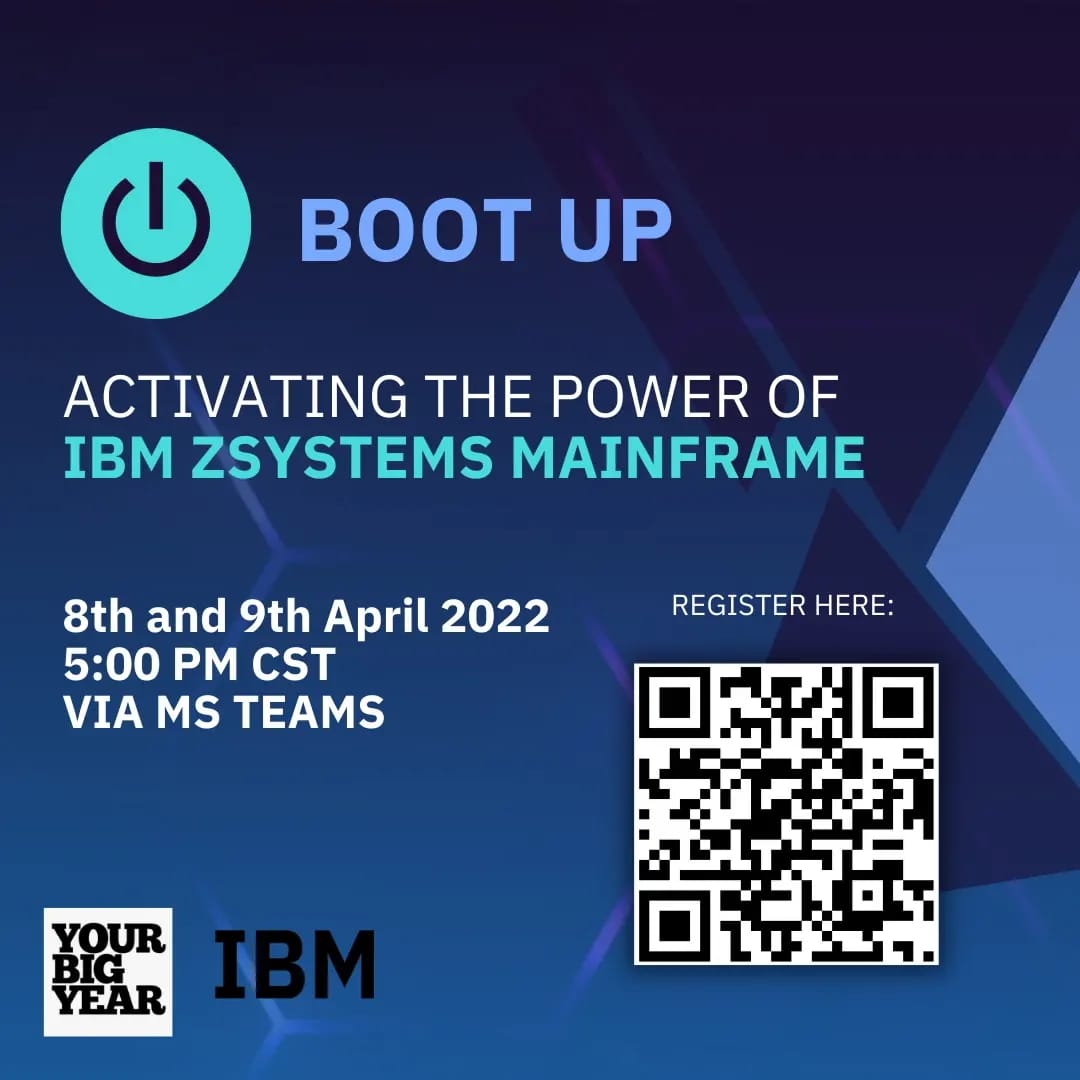 BOOT UP
ACTIVATING THE POWER OF
IBM ZSYSTEMS MAINFRAME
8th and 9th April 2022
5:00 PM CST
VIA MS TEAMS
REGISTER HERE:
YOUR
BIG
YEAR
IBM